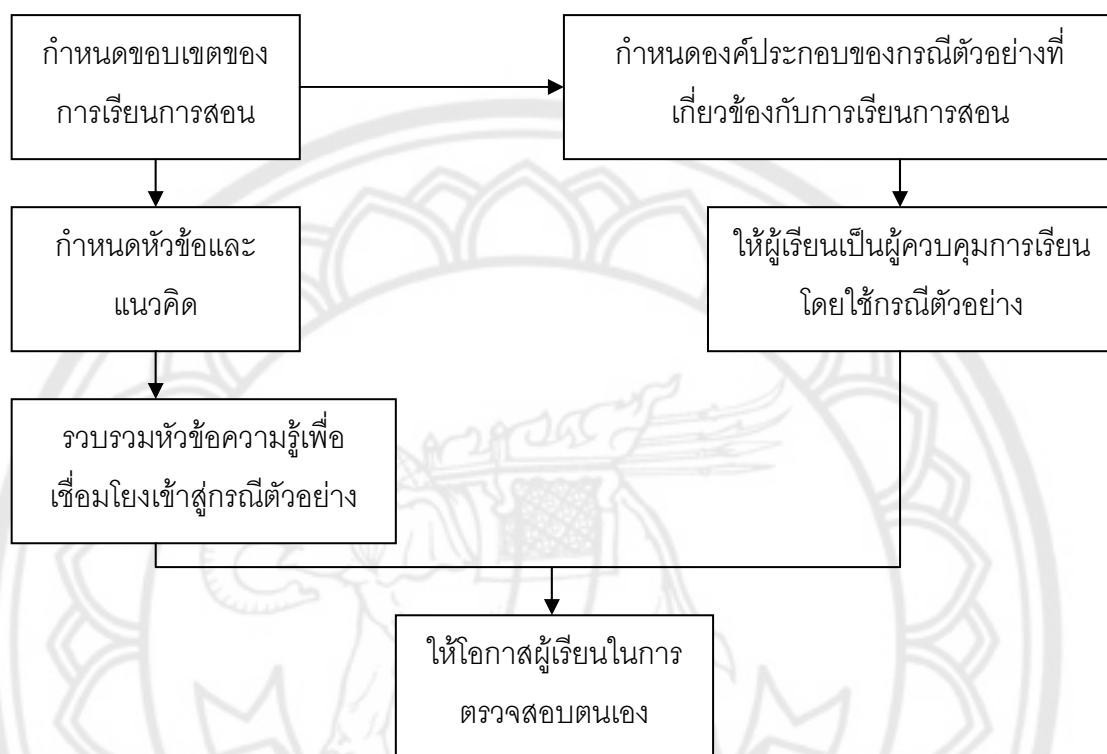 กำหนดขอบเขตของ
การเรียนการสอน
กำหนดองค์ประกอบของกรณีตัวอย่างที่
เกี่ยวข้องกับการเรียนการสอน
กำหนดหัวข้อและ
แนวคิด
ให้ผู้เรียนเป็นผู้ควบคุมการเรียน
โดยใช้กรณีตัวอย่าง
รวบรวมหัวข้อความรู้เพื่อ
เชื่อมโยงเข้าสู่กรณีตัวอย่าง
ให้โอกาสผู้เรียนในการ
ตรวจสอบตนเอง